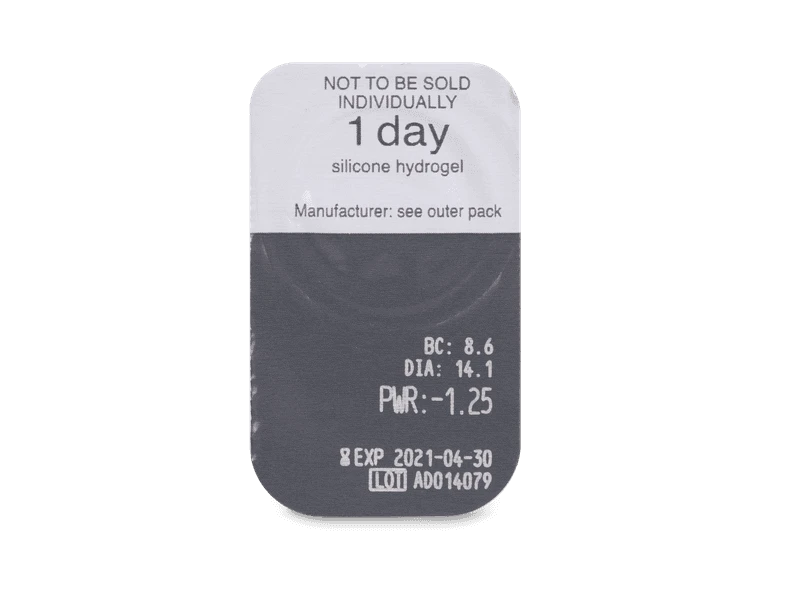 NOT TO BE SOLD
INDIVIDUALLY
1 day
silicone hydrogel
Manufacturer: see outer pack
BC: 8.6
DIA: 14.1
PWR:-1.25
⌛EXP 2021-04-30
LOT AD014079